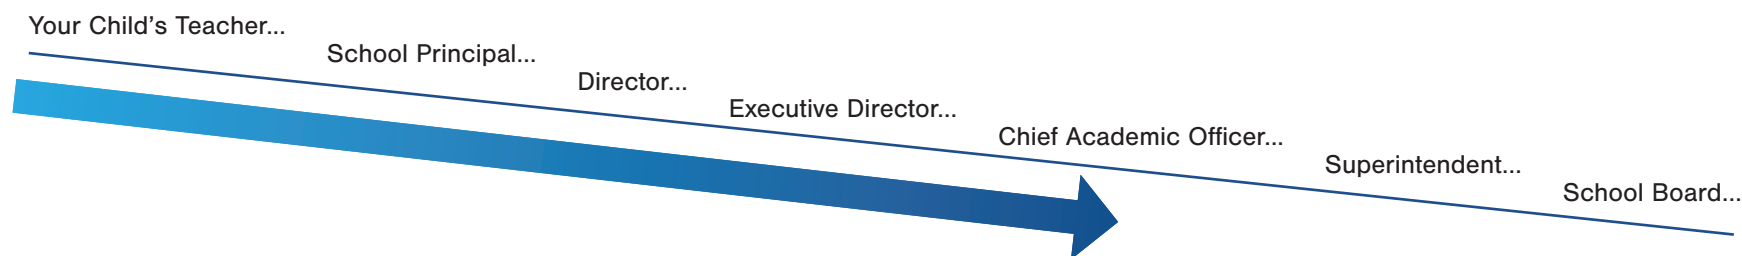 Your Child's Teacher...
School Principal...
Director...
Executive Director...
Chief Academic Officer...
Superintendent...
School Board...